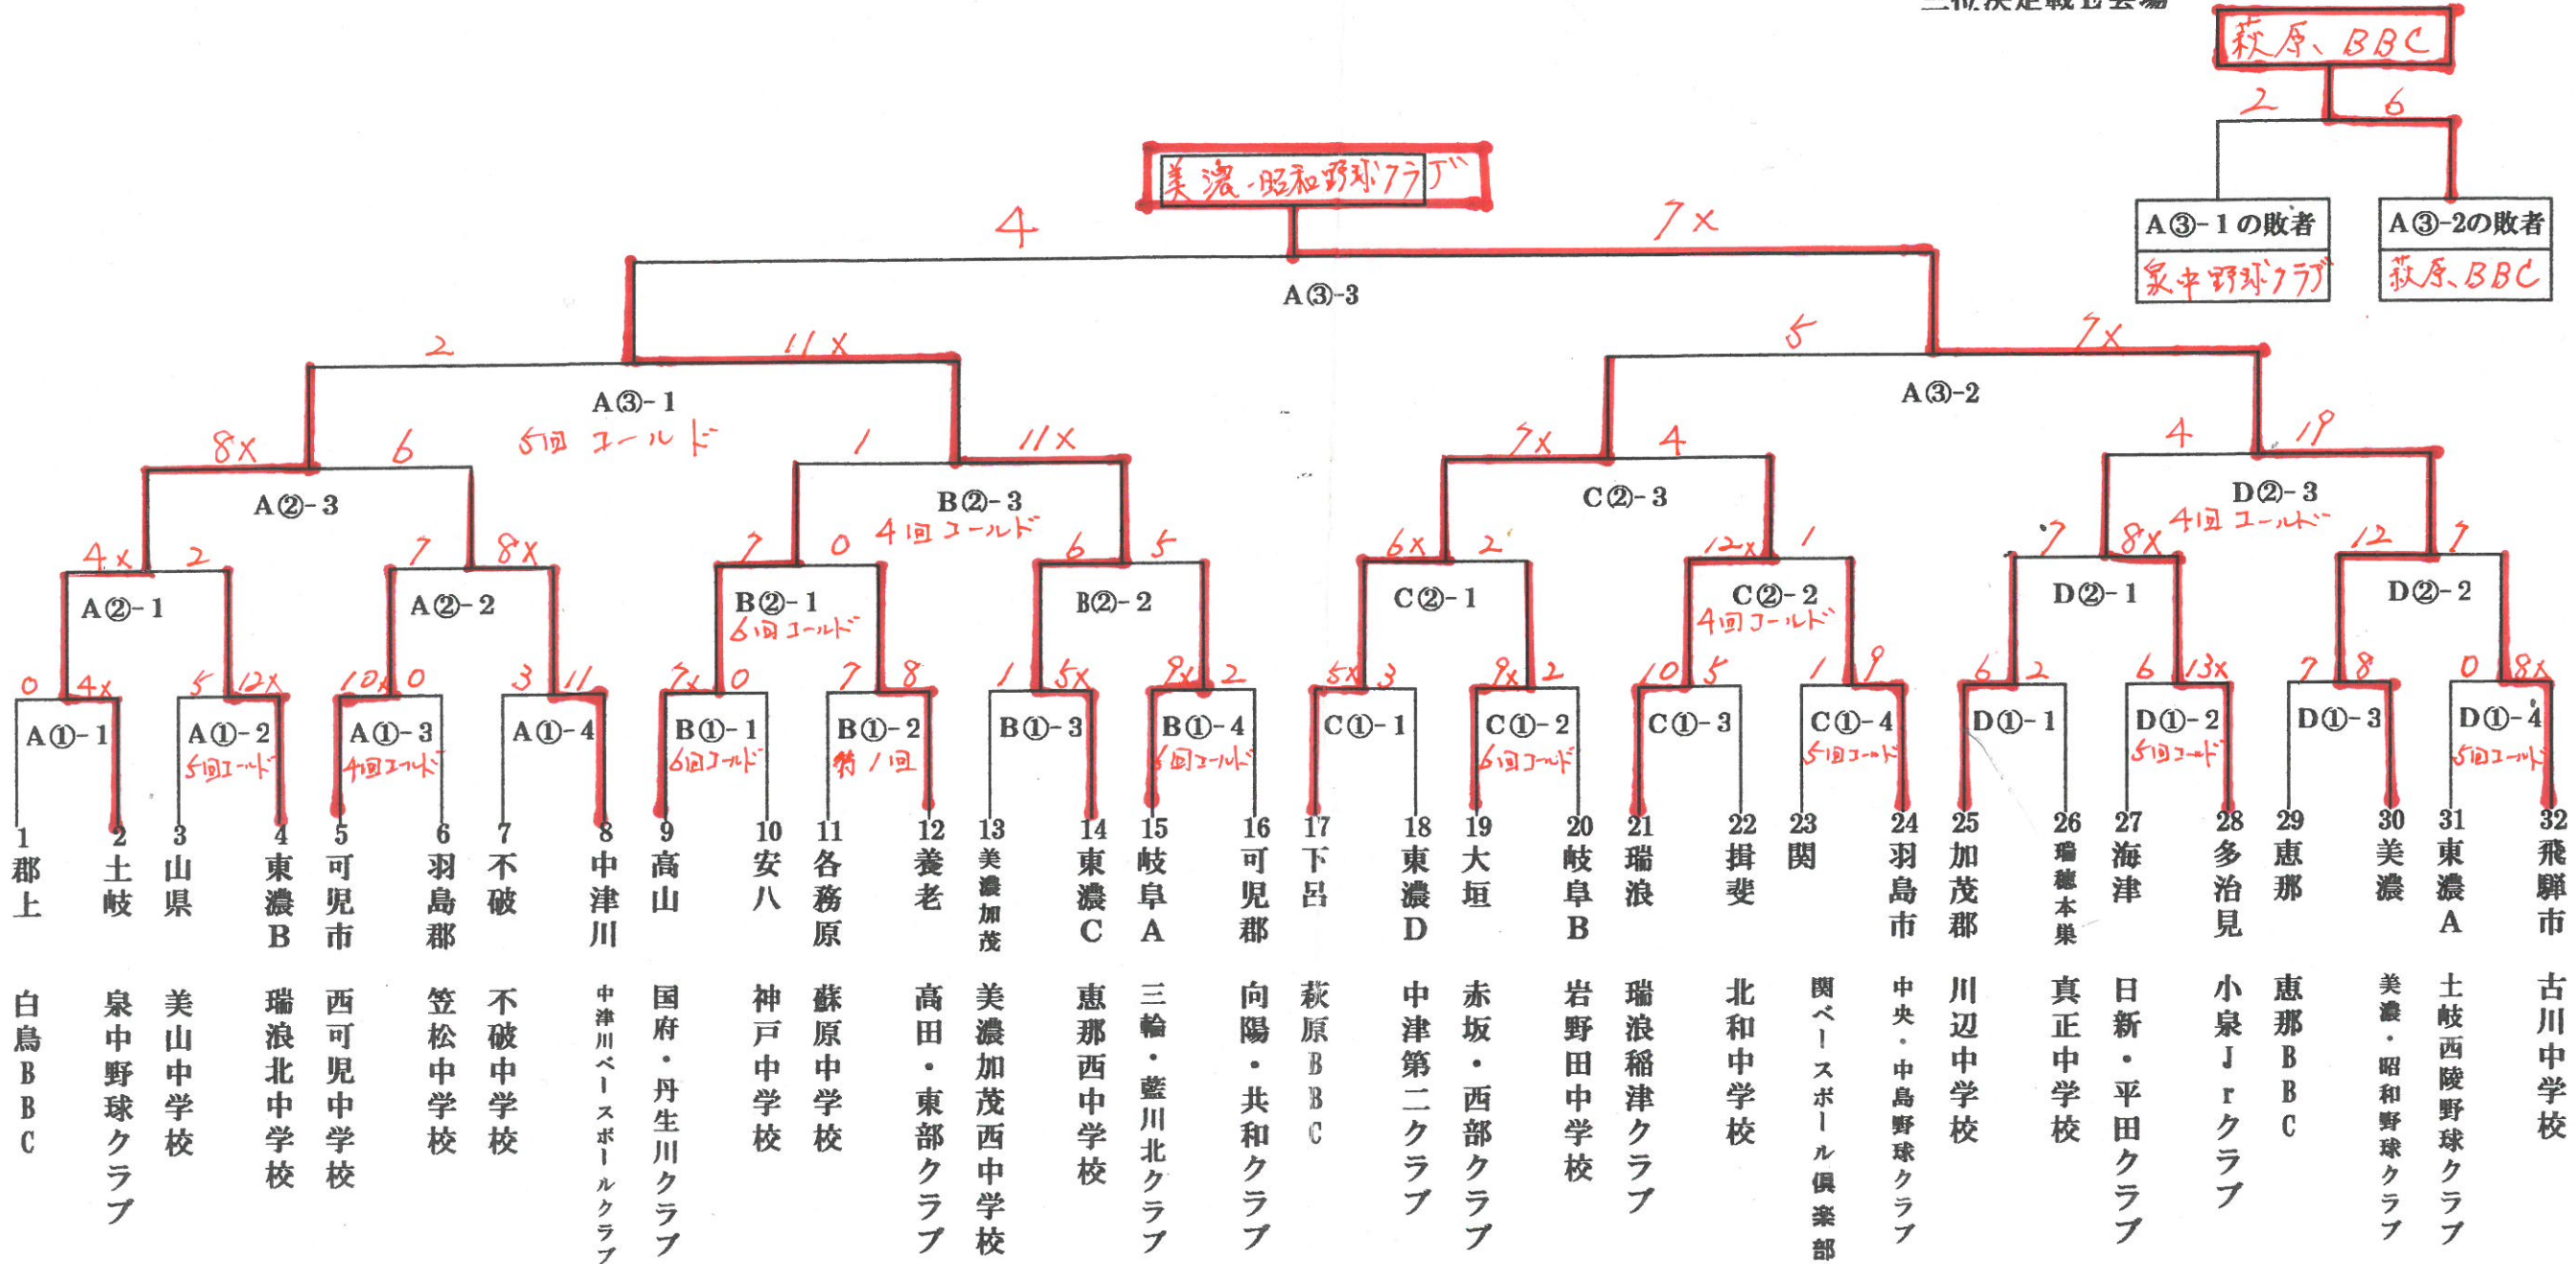 三位決定戦E会場
萩原、BBC
2 6
A③-1の敗者 A③-2の敗者
泉中野球クラブ 萩原、BBC
美濃・昭和野球クラブ
4 7x
A③-3
2 11x 5 7x
A③-1 A③-2
5回コールド
8x 6 1 11x 7x 4 4 19
A②-3 B②-3 C②-3 D②-3
4回コールド 4回コールド
4x 2 7 8x 7 0 6 5 6x 2 12x 1 7 8x 12 7
A②-1 A②-2 B②-1 B②-2 C②-1 C②-2 D②-1 D②-2
6回コールド 4回コールド
0 4x 5 12x 10x 0 3 11 7x 0 7 8 1 5x 9x 2 5x 3 9x 2 10 5 1 9 6 2 6 13x 7 8 0 8x
A①-1 A①-2 A①-3 A①-4 B①-1 B①-2 B①-3 B①-4 C①-1 C①-2 C①-3 C①-4 D①-1 D①-2 D①-3 D①-4
5回コールド 4回コールド 6回コールド 特1回 6回コールド 6回コールド 5回コールド 5回コールド 5回コールド
1 郡上 白鳥BBC
2 土岐 泉中野球クラブ
3 山県 美山中学校
4 東濃B 瑞浪北中学校
5 可児市 西可児中学校
6 羽島郡 笠松中学校
7 不破 不破中学校
8 中津川 中津川ベースボールクラブ
9 高山 国府・丹生川クラブ
10 安八 神戸中学校
11 各務原 蘇原中学校
12 養老 高田・東部クラブ
13 美濃加茂 美濃加茂西中学校
14 東濃C 恵那西中学校
15 岐阜A 三輪・藍川北クラブ
16 可児郡 向陽・共和クラブ
17 下呂 萩原BBC
18 東濃D 中津第二クラブ
19 大垣 赤坂・西部クラブ
20 岐阜B 岩野田中学校
21 瑞浪 瑞浪稲津クラブ
22 揖斐 北和中学校
23 関 関ベースボール倶楽部
24 羽島市 中央・中島野球クラブ
25 加茂郡 川辺中学校
26 瑞穂本巣 真正中学校
27 海津 日新・平田クラブ
28 多治見 小泉Jrクラブ
29 恵那 恵那BBC
30 美濃 美濃・昭和野球クラブ
31 東濃A 土岐西陵野球クラブ
32 飛騨市 古川中学校